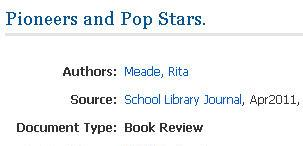 Pioneers and Pop Stars.
Authors: Meade, Rita
Source: School Library Journal, Apr2011,
Document Type: Book Review